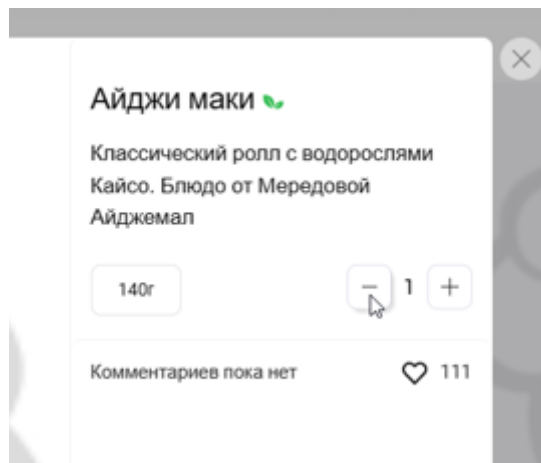 Айджи маки
Классический ролл с водорослями
Кайсо. Блюдо от Мередовой
Айджемал
140г
− 1 +
Комментариев пока нет
111